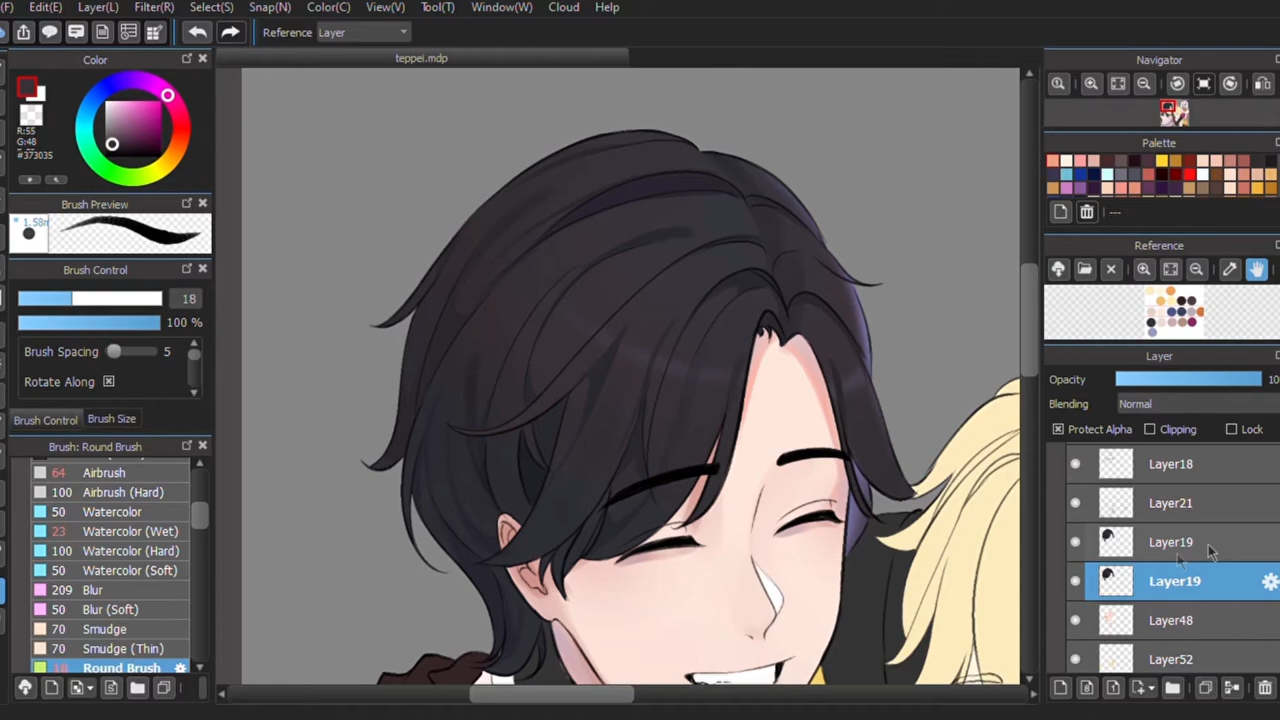 (F) Edit(E) Layer(L) Filter(R) Select(S) Snap(N) Color(C) View(V) Tool(T) Window(W) Cloud Help
Reference Layer
teppei.mdp
Color
R:55
G:48
#373035
Brush Preview
* 1.58m
Brush Control
18
100 %
Brush Spacing 5
Rotate Along
Brush Control Brush Size
Brush: Round Brush
64 Airbrush
100 Airbrush (Hard)
50 Watercolor
23 Watercolor (Wet)
100 Watercolor (Hard)
50 Watercolor (Soft)
209 Blur
50 Blur (Soft)
70 Smudge
70 Smudge (Thin)
18 Round Brush
Navigator
Palette
---
Reference
Layer
Opacity 10
Blending Normal
Protect Alpha Clipping Lock
Layer18
Layer21
Layer19
Layer19
Layer48
Layer52